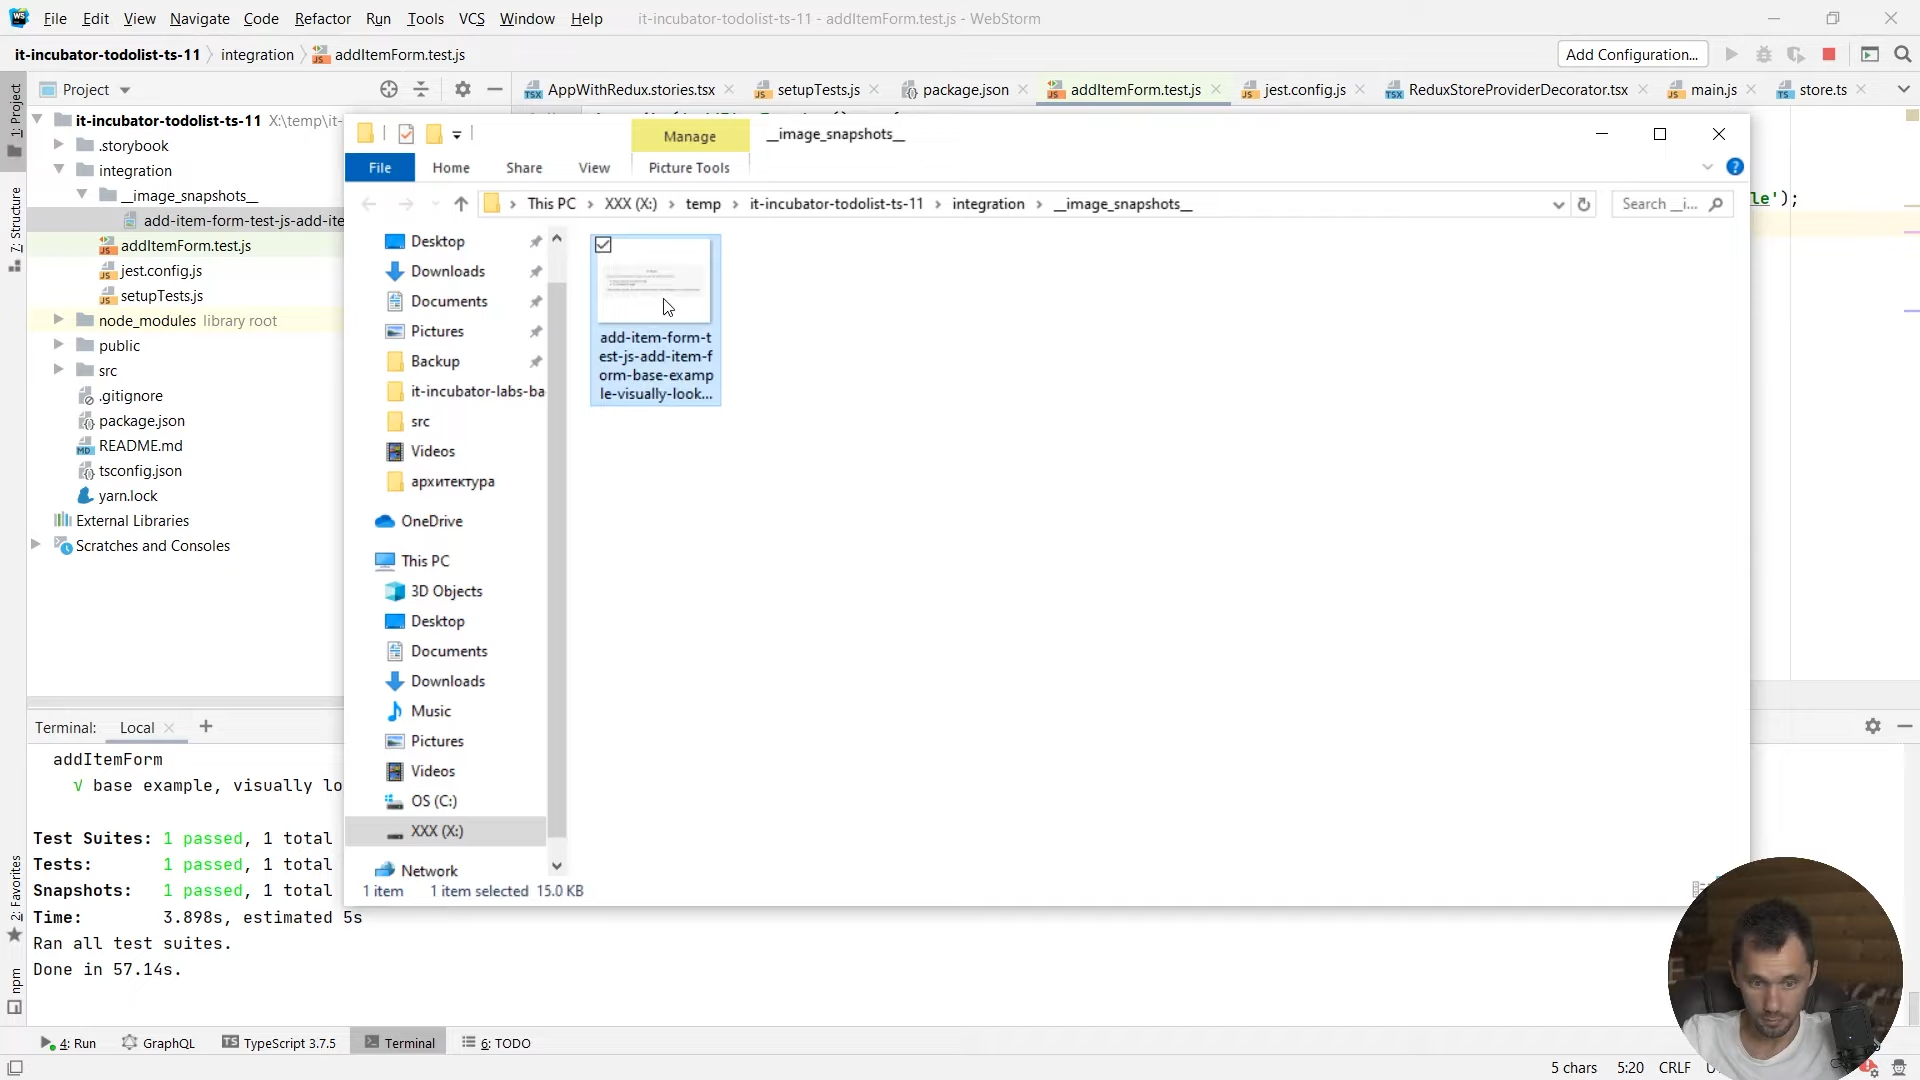 File Edit View Navigate Code Refactor Run Tools VCS Window Help it-incubator-todolist-ts-11 - addItemForm.test.js - WebStorm
it-incubator-todolist-ts-11 integration addItemForm.test.js Add Configuration...
Project
AppWithRedux.stories.tsx setupTests.js package.json addItemForm.test.js jest.config.js ReduxStoreProviderDecorator.tsx main.js store.ts
1: Project
7: Structure
2: Favorites
npm
it-incubator-todolist-ts-11 X:\temp\it-
.storybook
integration
__image_snapshots__
add-item-form-test-js-add-ite
addItemForm.test.js
jest.config.js
setupTests.js
node_modules library root
public
src
.gitignore
package.json
README.md
tsconfig.json
yarn.lock
External Libraries
Scratches and Consoles
le');
Manage __image_snapshots__
File Home Share View Picture Tools
This PC XXX (X:) temp it-incubator-todolist-ts-11 integration __image_snapshots__ Search __i...
Desktop
Downloads
Documents
Pictures
Backup
it-incubator-labs-ba
src
Videos
архитектура
OneDrive
This PC
3D Objects
Desktop
Documents
Downloads
Music
Pictures
Videos
OS (C:)
XXX (X:)
Network
add-item-form-t
est-js-add-item-f
orm-base-examp
le-visually-look...
1 item 1 item selected 15.0 KB
Terminal: Local
addItemForm
√ base example, visually lo
Test Suites: 1 passed, 1 total
Tests: 1 passed, 1 total
Snapshots: 1 passed, 1 total
Time: 3.898s, estimated 5s
Ran all test suites.
Done in 57.14s.
4: Run GraphQL TypeScript 3.7.5 Terminal 6: TODO
5 chars 5:20 CRLF